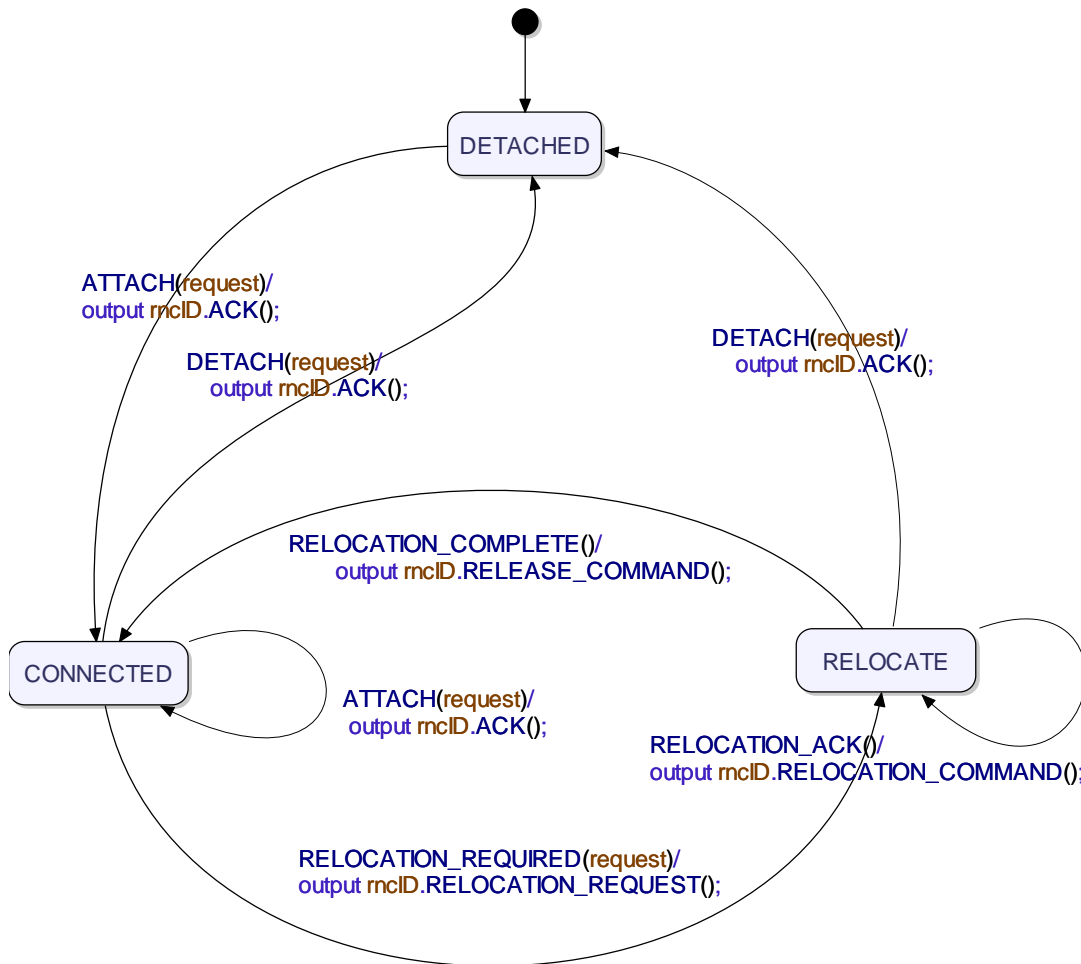 DETACHED
ATTACH(request)/
output rncID.ACK();
DETACH(request)/
output rncID.ACK();
DETACH(request)/
output rncID.ACK();
RELOCATION_COMPLETE()/
output rncID.RELEASE_COMMAND();
CONNECTED
RELOCATE
ATTACH(request)/
output rncID.ACK();
RELOCATION_ACK()/
output rncID.RELOCATION_COMMAND();
RELOCATION_REQUIRED(request)/
output rncID.RELOCATION_REQUEST();